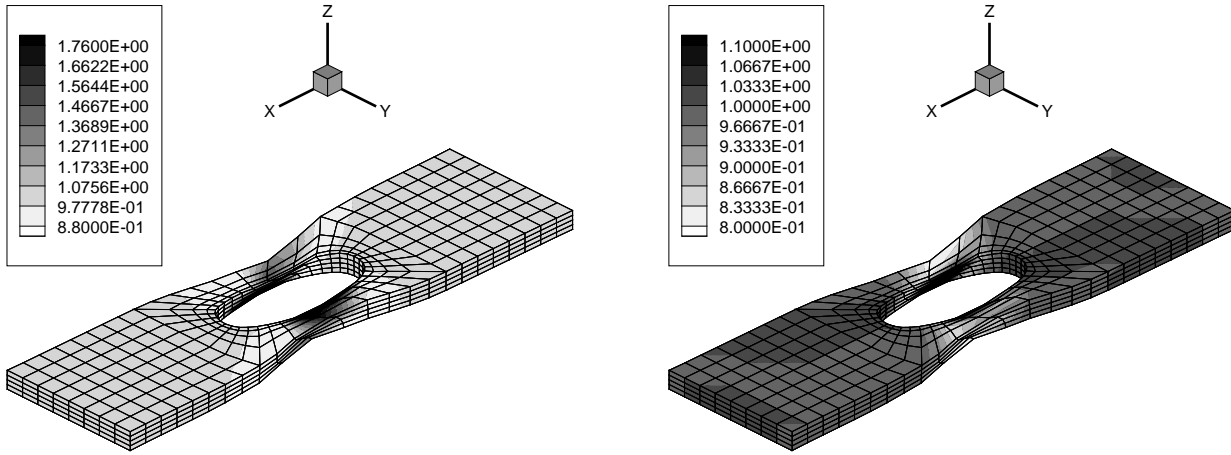 1.7600E+00
1.6622E+00
1.5644E+00
1.4667E+00
1.3689E+00
1.2711E+00
1.1733E+00
1.0756E+00
9.7778E-01
8.8000E-01
Z
X
Y
1.1000E+00
1.0667E+00
1.0333E+00
1.0000E+00
9.6667E-01
9.3333E-01
9.0000E-01
8.6667E-01
8.3333E-01
8.0000E-01
Z
X
Y